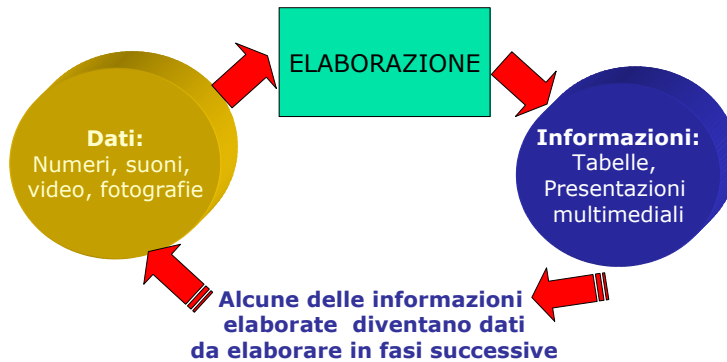 ELABORAZIONE
Dati:
Numeri, suoni,
video, fotografie
Informazioni:
Tabelle,
Presentazioni
multimediali
Alcune delle informazioni
elaborate diventano dati
da elaborare in fasi successive